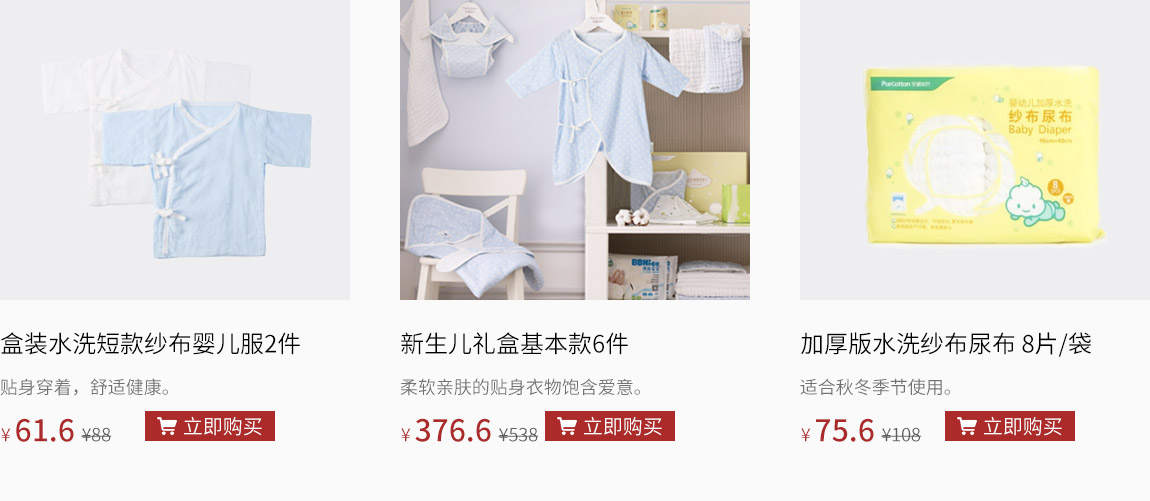 PurCotton
婴幼儿加厚水洗
纱布尿布
Baby Diaper
8
BBNice
盒装水洗短款纱布婴儿服2件
新生儿礼盒基本款6件
加厚版水洗纱布尿布 8片/袋
贴身穿着，舒适健康。
柔软亲肤的贴身衣物饱含爱意。
适合秋冬季节使用。
¥ 61.6 ¥88 立即购买
¥ 376.6 ¥538 立即购买
¥ 75.6 ¥108 立即购买